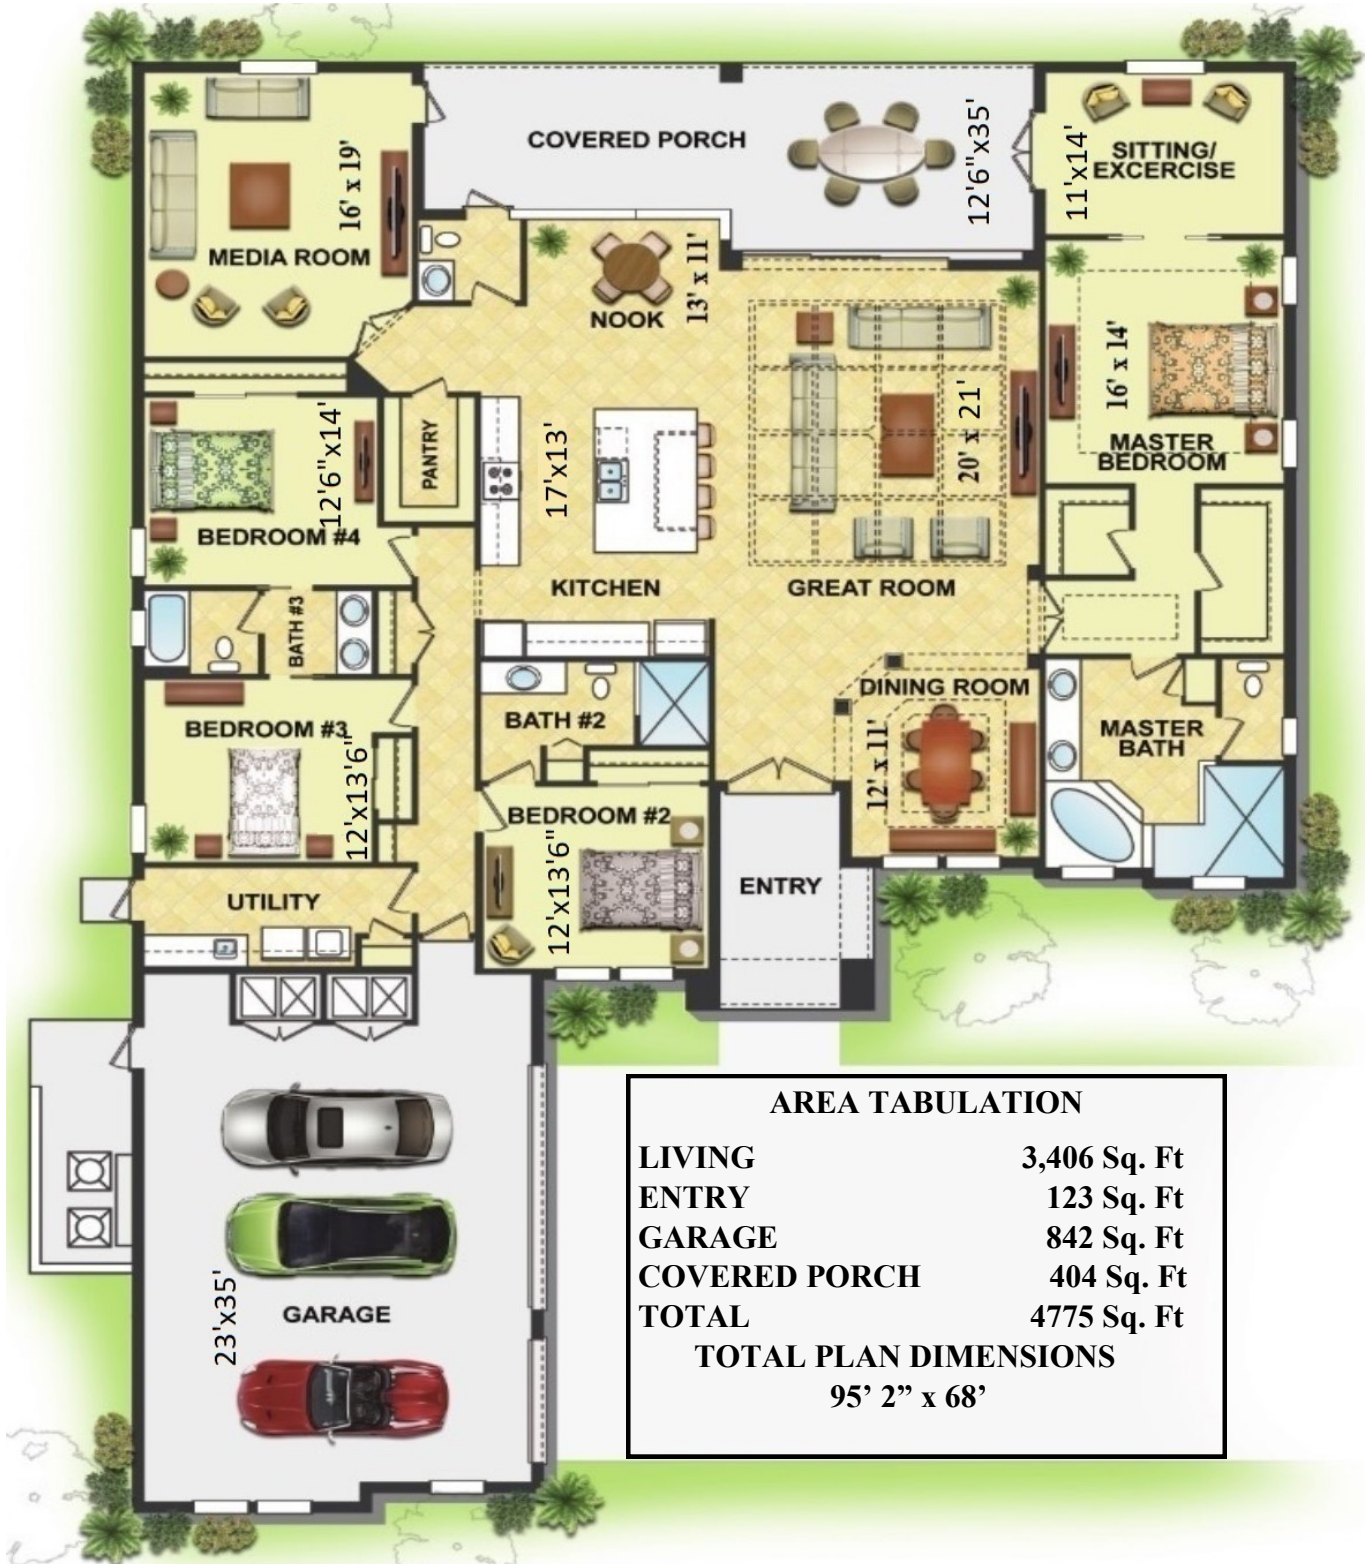 COVERED PORCH
12'6"x35'
SITTING/
EXCERCISE
11'x14'
16' x 19'
MEDIA ROOM
13' x 11'
NOOK
16' x 14'
MASTER
BEDROOM
12'6"x14'
BEDROOM #4
PANTRY
17'x13'
KITCHEN
20' x 21'
GREAT ROOM
BATH #3
BEDROOM #3
12'x13'6"
BATH #2
DINING ROOM
12' x 11'
MASTER
BATH
BEDROOM #2
12'x13'6"
ENTRY
UTILITY
GARAGE
23'x35'
AREA TABULATION
LIVING 3,406 Sq. Ft
ENTRY 123 Sq. Ft
GARAGE 842 Sq. Ft
COVERED PORCH 404 Sq. Ft
TOTAL 4775 Sq. Ft
TOTAL PLAN DIMENSIONS
95’ 2” x 68’